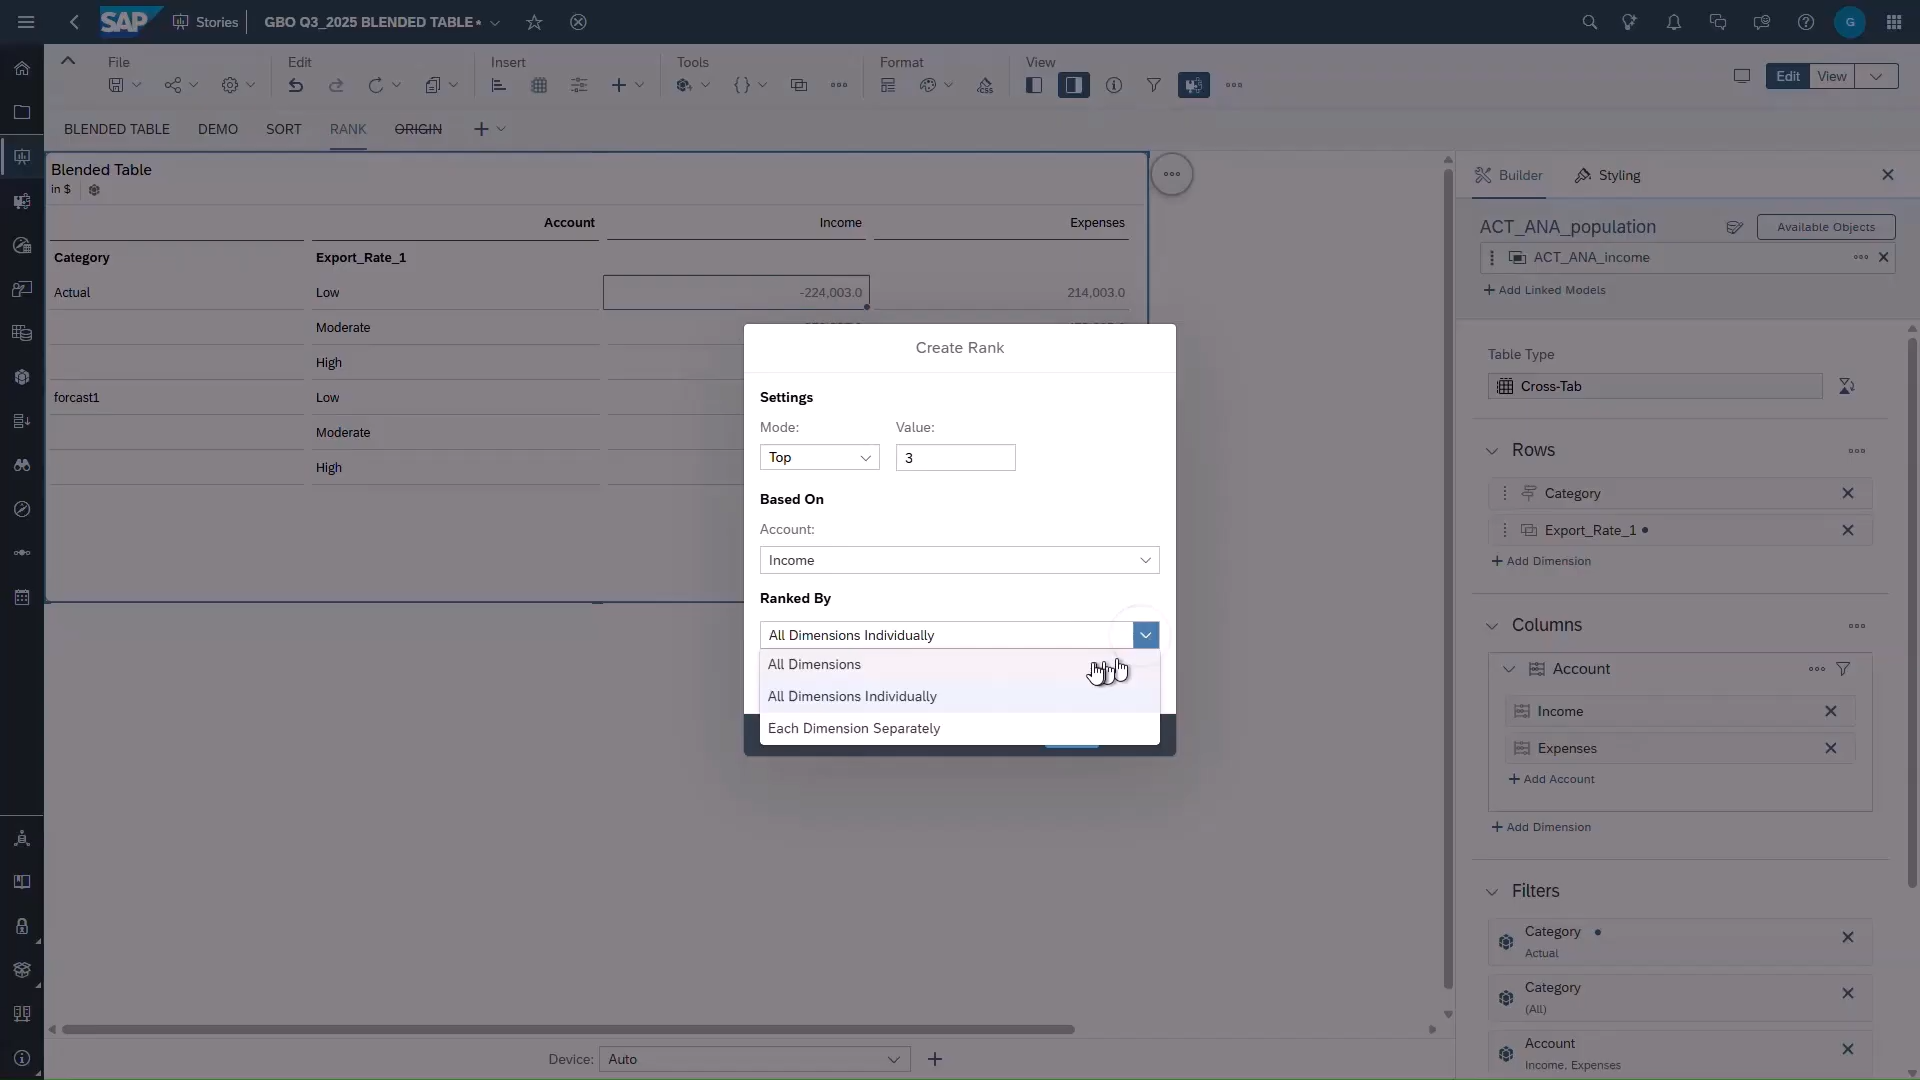 SAP Stories GBO Q3_2025 BLENDED TABLE* G
File Edit Insert Tools Format View
Edit View
BLENDED TABLE DEMO SORT RANK ORIGIN
Blended Table
in $
Account Income Expenses
Category Export_Rate_1
Actual Low -224,003.0 214,003.0
Moderate
High
forcast1 Low
Moderate
High
Create Rank
Settings
Mode: Value:
Top 3
Based On
Account:
Income
Ranked By
All Dimensions Individually
All Dimensions
All Dimensions Individually
Each Dimension Separately
Builder Styling
ACT_ANA_population Available Objects
ACT_ANA_income
+ Add Linked Models
Table Type
Cross-Tab
Rows
Category
Export_Rate_1
+ Add Dimension
Columns
Account
Income
Expenses
+ Add Account
+ Add Dimension
Filters
Category
Actual
Category
(All)
Account
Income, Expenses
Device: Auto